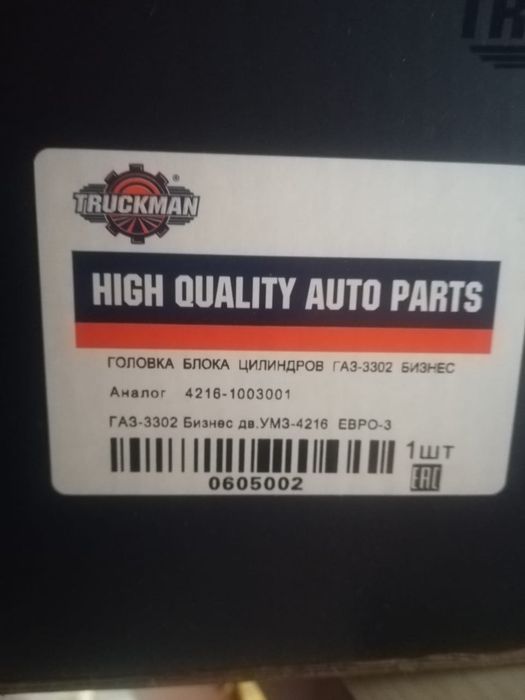 TRUCKMAN
®
HIGH QUALITY AUTO PARTS
ГОЛОВКА БЛОКА ЦИЛИНДРОВ ГАЗ-3302 БИЗНЕС
Аналог 4216-1003001
ГАЗ-3302 Бизнес дв.УМЗ-4216 ЕВРО-3
1шт
0605002
EAC